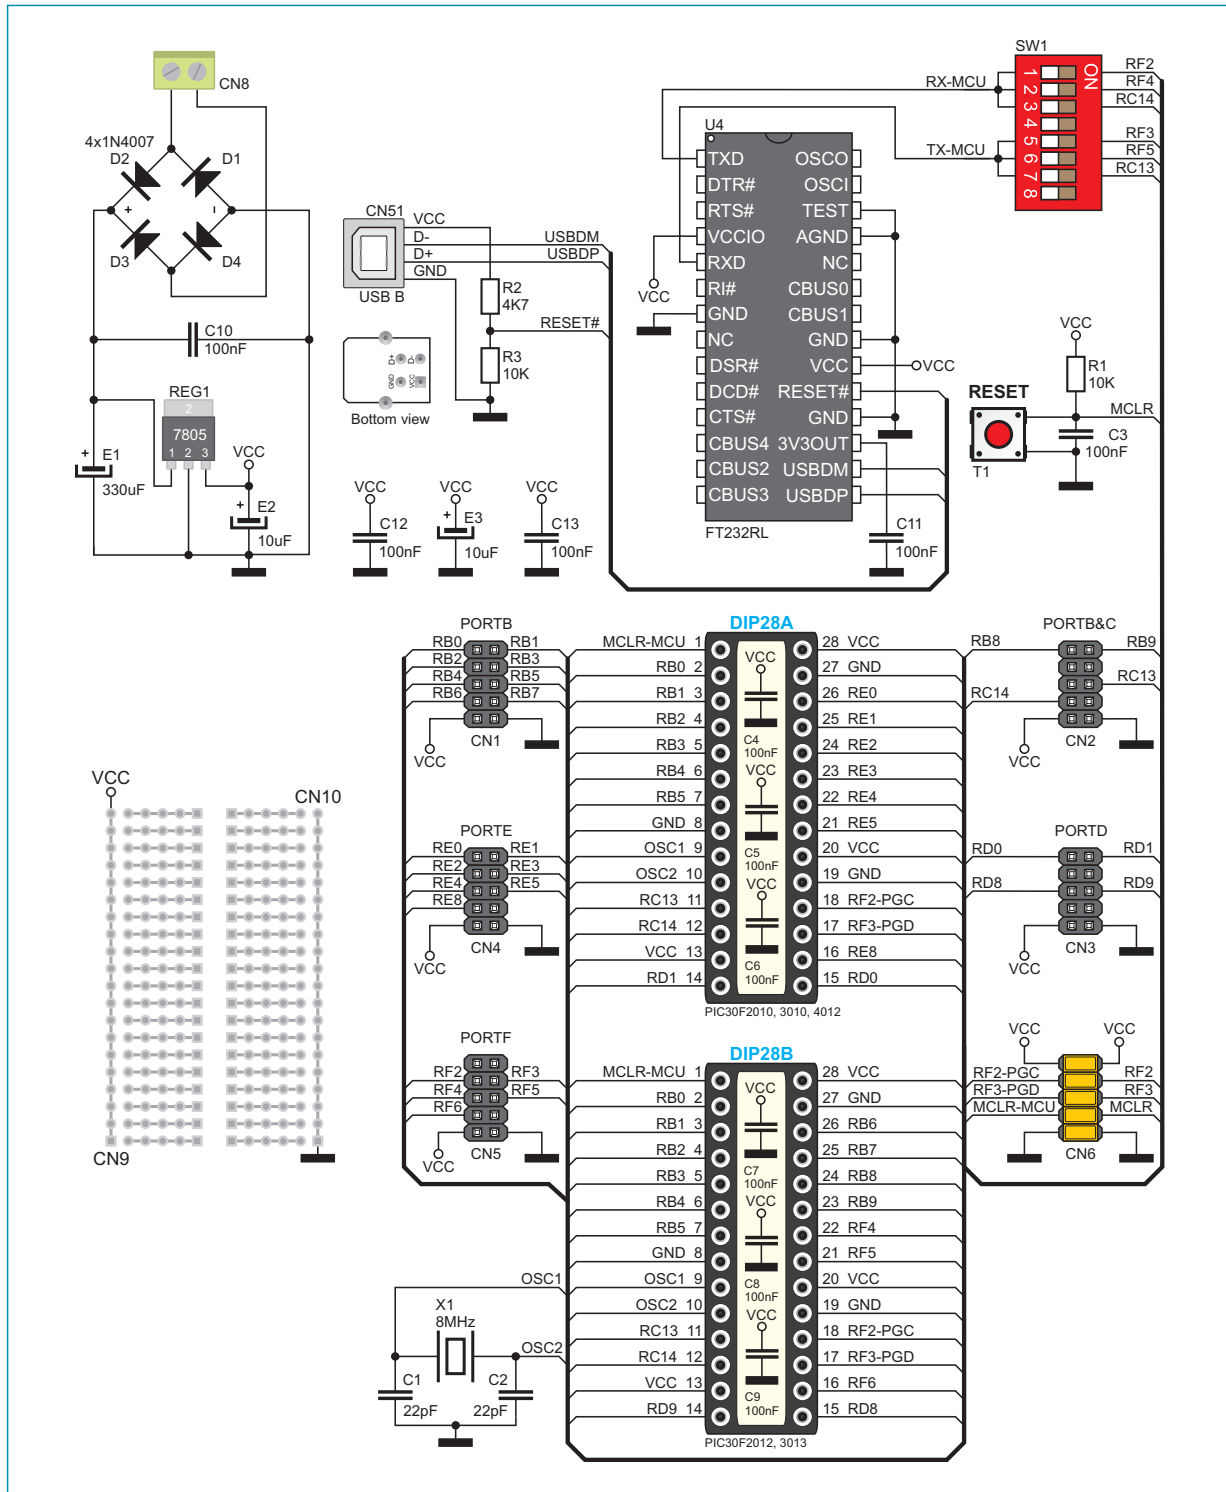 CN8
4x1N4007
D2
D1
+
-
D3
D4
C10
100nF
REG1
2
7805
1 2 3
VCC
+
E1
330uF
+
E2
10uF
CN51
VCC
D-
D+
GND
USB B
USBDM
USBDP
R2
4K7
RESET#
R3
10K
D+
D-
GND
VCC
Bottom view
VCC
C12
100nF
VCC
+
E3
10uF
VCC
C13
100nF
U4
TXD
DTR#
RTS#
VCCIO
RXD
RI#
GND
NC
DSR#
DCD#
CTS#
CBUS4
CBUS2
CBUS3
OSCO
OSCI
TEST
AGND
NC
CBUS0
CBUS1
GND
VCC
RESET#
GND
3V3OUT
USBDM
USBDP
FT232RL
VCC
VCC
C11
100nF
SW1
ON
1
2
3
4
5
6
7
8
RX-MCU
TX-MCU
RF2
RF4
RC14
RF3
RF5
RC13
VCC
R1
10K
RESET
MCLR
C3
100nF
T1
PORTB
RB0 RB1
RB2 RB3
RB4 RB5
RB6 RB7
CN1
VCC
PORTE
RE0 RE1
RE2 RE3
RE4 RE5
RE8
CN4
VCC
PORTF
RF2 RF3
RF4 RF5
RF6
CN5
VCC
VCC
CN10
CN9
DIP28A
MCLR-MCU 1
RB0 2
RB1 3
RB2 4
RB3 5
RB4 6
RB5 7
GND 8
OSC1 9
OSC2 10
RC13 11
RC14 12
VCC 13
RD1 14
VCC
C4
100nF
VCC
C5
100nF
VCC
C6
100nF
28 VCC
27 GND
26 RE0
25 RE1
24 RE2
23 RE3
22 RE4
21 RE5
20 VCC
19 GND
18 RF2-PGC
17 RF3-PGD
16 RE8
15 RD0
PIC30F2010, 3010, 4012
DIP28B
MCLR-MCU 1
RB0 2
RB1 3
RB2 4
RB3 5
RB4 6
RB5 7
GND 8
OSC1 9
OSC2 10
RC13 11
RC14 12
VCC 13
RD9 14
VCC
C7
100nF
VCC
C8
100nF
VCC
C9
100nF
28 VCC
27 GND
26 RB6
25 RB7
24 RB8
23 RB9
22 RF4
21 RF5
20 VCC
19 GND
18 RF2-PGC
17 RF3-PGD
16 RF6
15 RD8
PIC30F2012, 3013
PORTB&C
RB8 RB9
RC13
RC14
CN2
VCC
PORTD
RD0 RD1
RD8 RD9
CN3
VCC
VCC VCC
RF2-PGC RF2
RF3-PGD RF3
MCLR-MCU MCLR
CN6
OSC1
X1
8MHz
OSC2
C1
22pF
C2
22pF